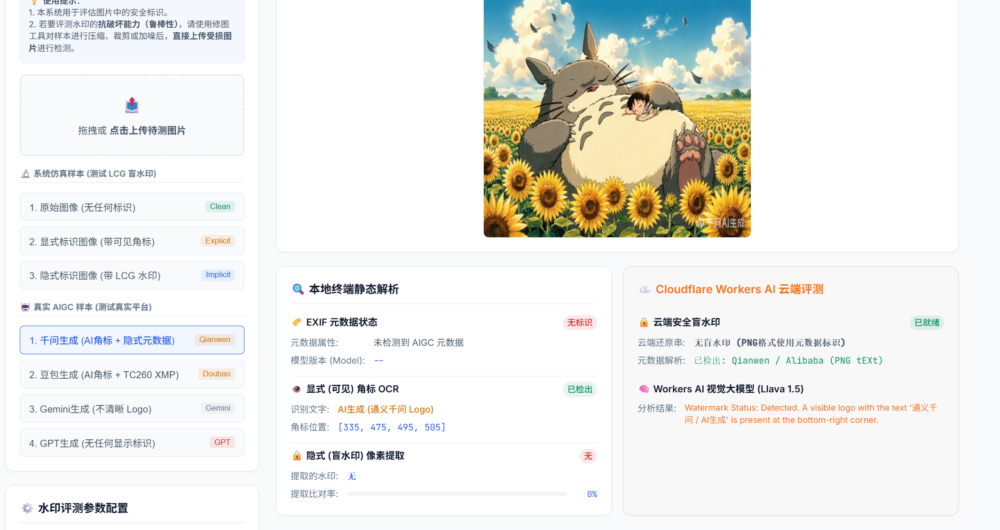 使用提示：
1. 本系统用于评估图片中的安全标识。
2. 若要评测水印的抗破坏能力（鲁棒性），请使用修图
工具对样本进行压缩、裁剪或加噪后，直接上传受损图
片进行检测。
拖拽或 点击上传待测图片
系统仿真样本 (测试 LCG 盲水印)
1. 原始图像 (无任何标识) Clean
2. 显式标识图像 (带可见角标) Explicit
3. 隐式标识图像 (带 LCG 水印) Implicit
真实 AIGC 样本 (测试真实平台)
1. 千问生成 (AI角标 + 隐式元数据) Qianwen
2. 豆包生成 (AI角标 + TC260 XMP) Doubao
3. Gemini生成 (不清晰 Logo) Gemini
4. GPT生成 (无任何显示标识) GPT
水印评测参数配置
千问AI生成
本地终端静态解析
EXIF 元数据状态 无标识
元数据属性: 未检测到 AIGC 元数据
模型版本 (Model): --
显式 (可见) 角标 OCR 已检出
识别文字: AI生成 (通义千问 Logo)
角标位置: [335, 475, 495, 505]
隐式 (盲水印) 像素提取 无
提取的水印: 无
提取比对率: 0%
Cloudflare Workers AI 云端评测
云端安全盲水印 已就绪
云端还原串: 无盲水印 (PNG格式使用元数据标识)
元数据解析: 已检出: Qianwen / Alibaba (PNG tEXt)
Workers AI 视觉大模型 (Llava 1.5)
分析结果: Watermark Status: Detected. A visible logo with the text '通义千
问 / AI生成' is present at the bottom-right corner.